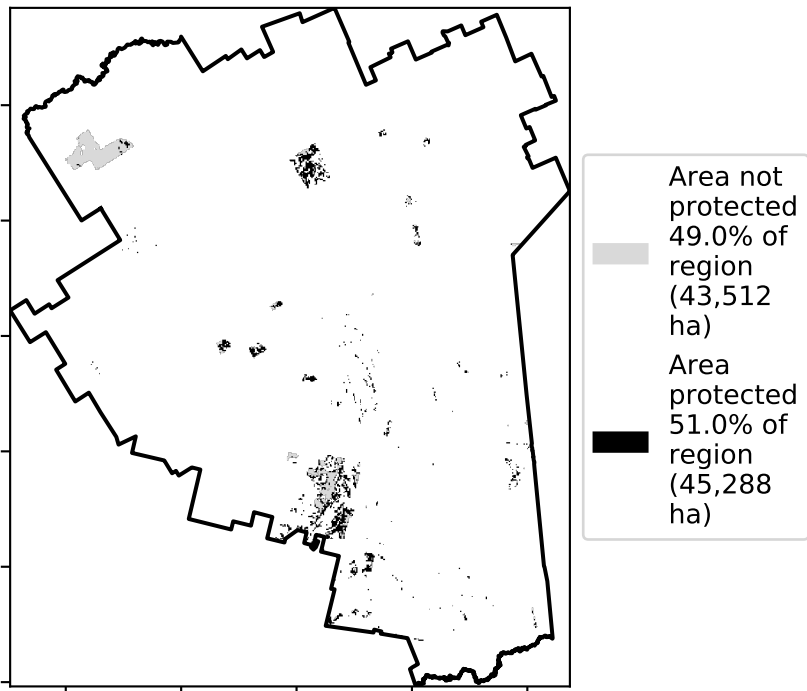 Area not
protected
49.0% of
region
(43,512
ha)
Area
protected
51.0% of
region
(45,288
ha)